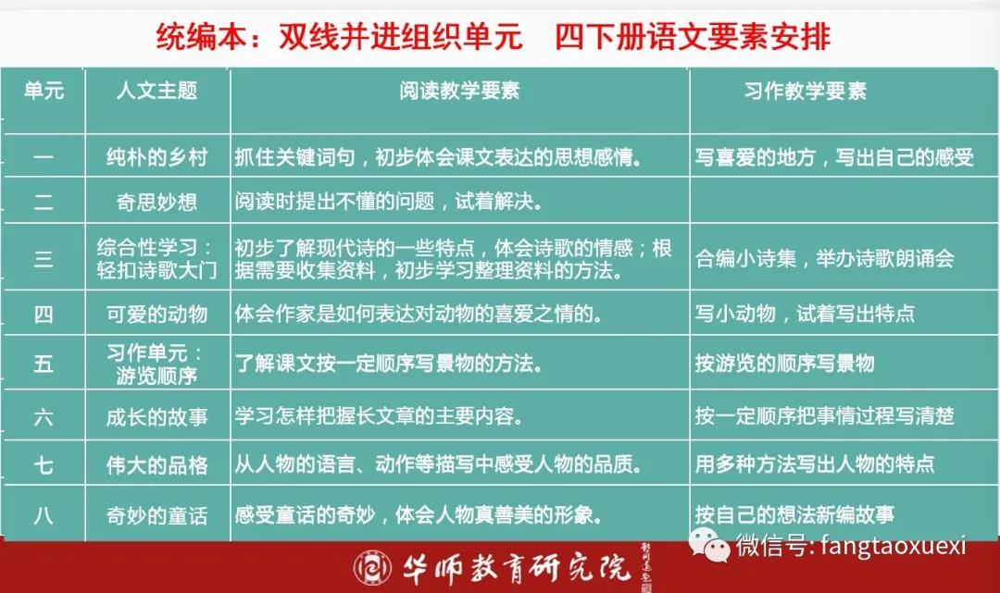 统编本：双线并进组织单元　四下册语文要素安排
单元 人文主题 阅读教学要素 习作教学要素
一 纯朴的乡村 抓住关键词句，初步体会课文表达的思想感情。 写喜爱的地方，写出自己的感受
二 奇思妙想 阅读时提出不懂的问题，试着解决。
三 综合性学习：轻扣诗歌大门 初步了解现代诗的一些特点，体会诗歌的情感；根据需要收集资料，初步学习整理资料的方法。 合编小诗集，举办诗歌朗诵会
四 可爱的动物 体会作家是如何表达对动物的喜爱之情的。 写小动物，试着写出特点
五 习作单元：游览顺序 了解课文按一定顺序写景物的方法。 按游览的顺序写景物
六 成长的故事 学习怎样把握长文章的主要内容。 按一定顺序把事情过程写清楚
七 伟大的品格 从人物的语言、动作等描写中感受人物的品质。 用多种方法写出人物的特点
八 奇妙的童话 感受童话的奇妙，体会人物真善美的形象。 按自己的想法新编故事
微信号: fangtaoxuexi
华师教育研究院